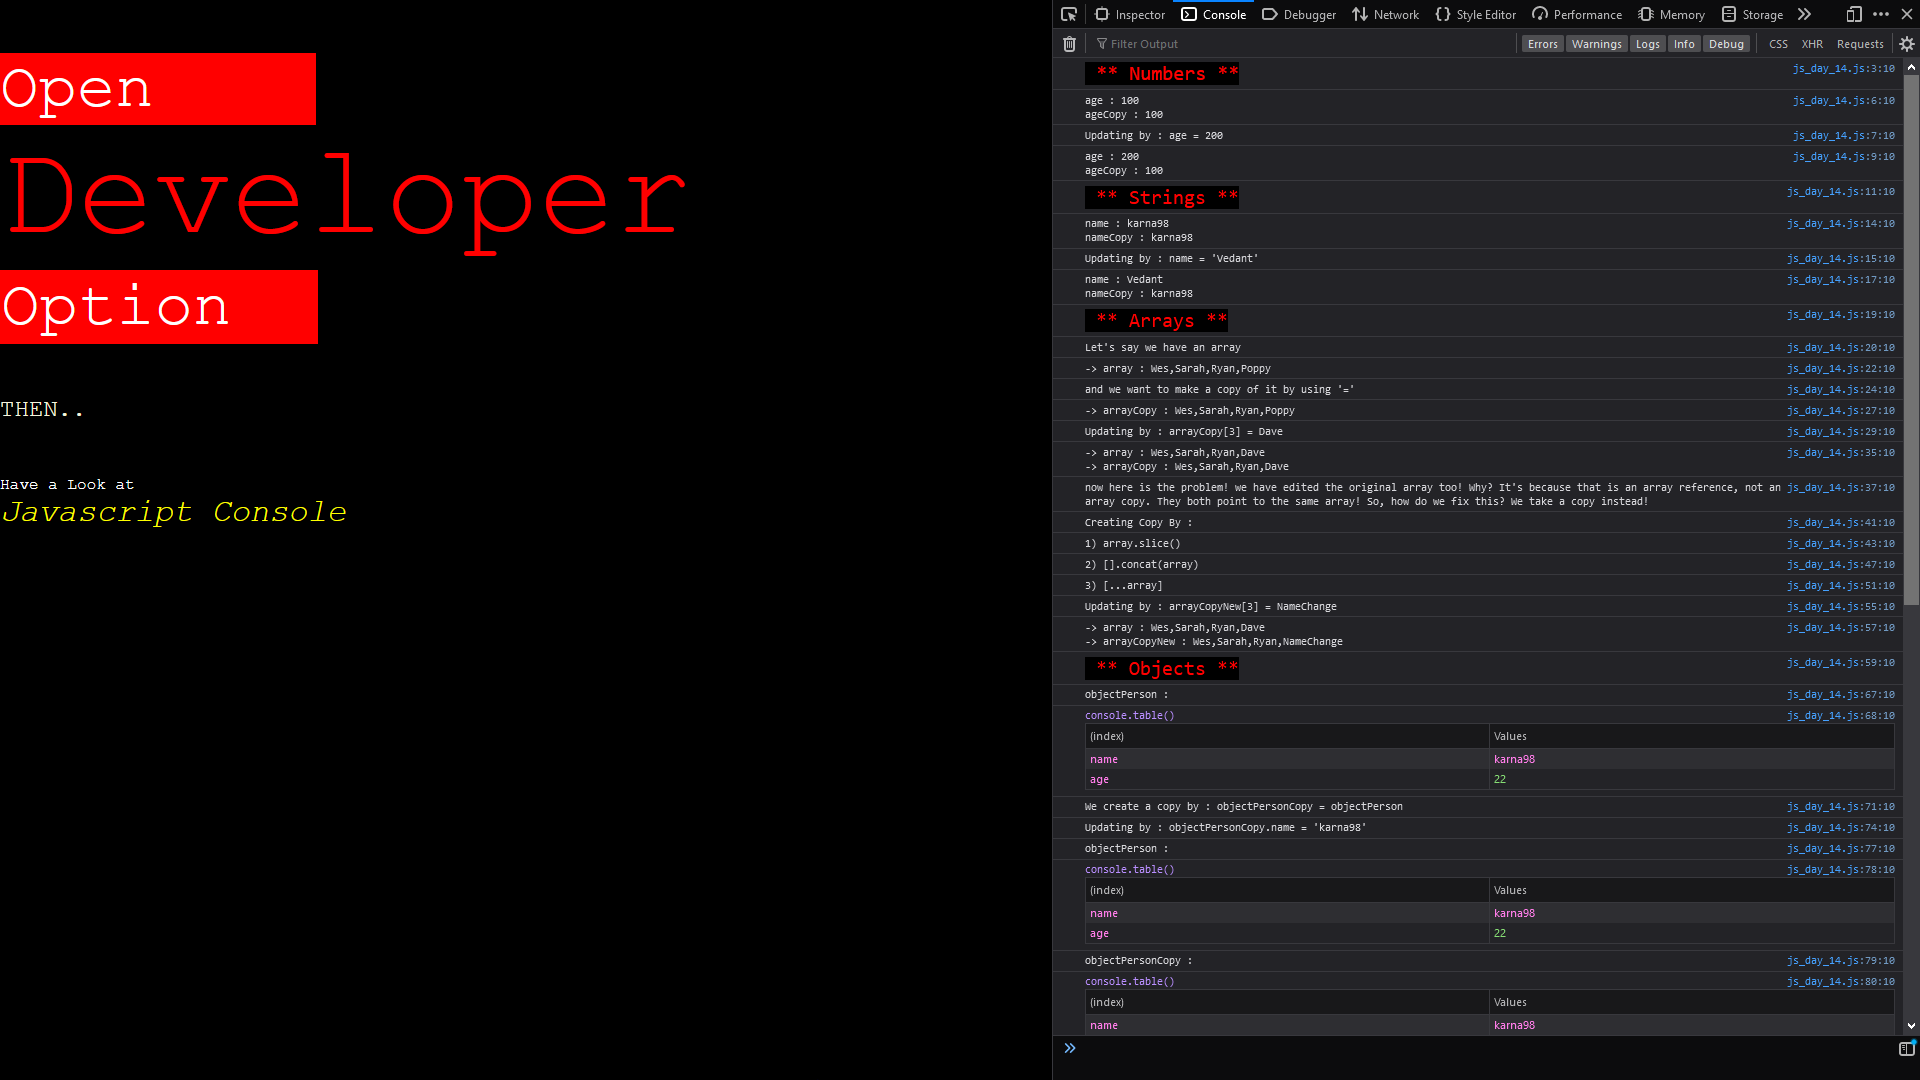 Open
Developer
Option
THEN..
Have a Look at
Javascript Console
Inspector Console Debugger Network Style Editor Performance Memory Storage
Filter Output Errors Warnings Logs Info Debug CSS XHR Requests
** Numbers ** js_day_14.js:3:10
age : 100 js_day_14.js:6:10
ageCopy : 100
Updating by : age = 200 js_day_14.js:7:10
age : 200 js_day_14.js:9:10
ageCopy : 100
** Strings ** js_day_14.js:11:10
name : karna98 js_day_14.js:14:10
nameCopy : karna98
Updating by : name = 'Vedant' js_day_14.js:15:10
name : Vedant js_day_14.js:17:10
nameCopy : karna98
** Arrays ** js_day_14.js:19:10
Let's say we have an array js_day_14.js:20:10
-> array : Wes,Sarah,Ryan,Poppy js_day_14.js:22:10
and we want to make a copy of it by using '=' js_day_14.js:24:10
-> arrayCopy : Wes,Sarah,Ryan,Poppy js_day_14.js:27:10
Updating by : arrayCopy[3] = Dave js_day_14.js:29:10
-> array : Wes,Sarah,Ryan,Dave js_day_14.js:35:10
-> arrayCopy : Wes,Sarah,Ryan,Dave
now here is the problem! we have edited the original array too! Why? It's because that is an array reference, not an js_day_14.js:37:10
array copy. They both point to the same array! So, how do we fix this? We take a copy instead!
Creating Copy By : js_day_14.js:41:10
1) array.slice() js_day_14.js:43:10
2) [].concat(array) js_day_14.js:47:10
3) [...array] js_day_14.js:51:10
Updating by : arrayCopyNew[3] = NameChange js_day_14.js:55:10
-> array : Wes,Sarah,Ryan,Dave js_day_14.js:57:10
-> arrayCopyNew : Wes,Sarah,Ryan,NameChange
** Objects ** js_day_14.js:59:10
objectPerson : js_day_14.js:67:10
console.table() js_day_14.js:68:10
(index) Values
name karna98
age 22
We create a copy by : objectPersonCopy = objectPerson js_day_14.js:71:10
Updating by : objectPersonCopy.name = 'karna98' js_day_14.js:74:10
objectPerson : js_day_14.js:77:10
console.table() js_day_14.js:78:10
(index) Values
name karna98
age 22
objectPersonCopy : js_day_14.js:79:10
console.table() js_day_14.js:80:10
(index) Values
name karna98